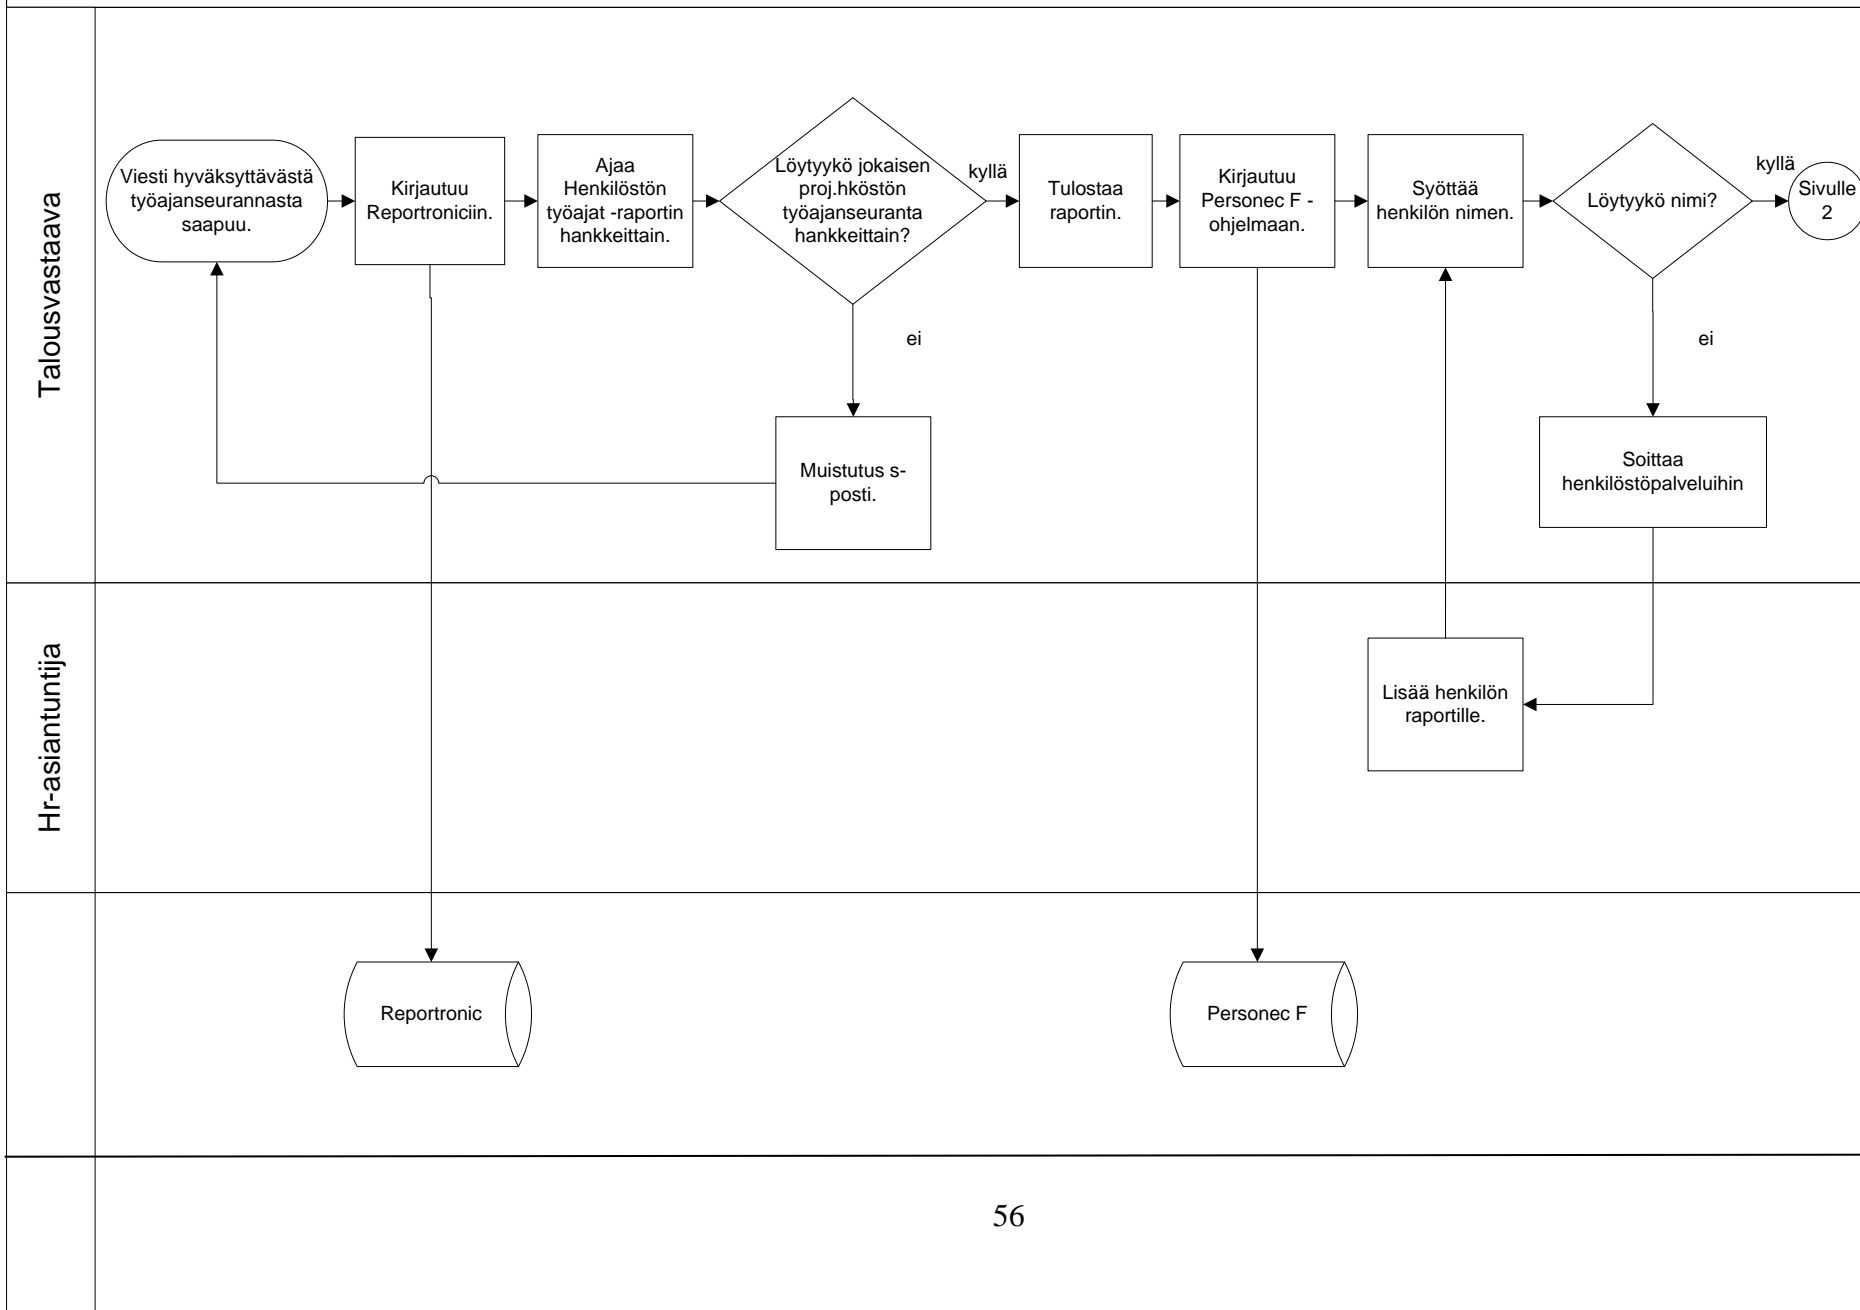 Talousvastaava
Viesti hyväksyttävästä
työajanseurannasta
saapuu.
Kirjautuu
Reportroniciin.
Ajaa
Henkilöstön
työajat -raportin
hankkeittain.
Löytyykö jokaisen
proj.hköstön
työajanseuranta
hankkeittain?
kyllä
ei
Muistutus s-
posti.
Tulostaa
raportin.
Kirjautuu
Personec F -
ohjelmaan.
Syöttää
henkilön nimen.
Löytyykö nimi?
kyllä
Sivulle
2
ei
Soittaa
henkilöstöpalveluihin
Hr-asiantuntija
Lisää henkilön
raportille.
Reportronic
Personec F
56